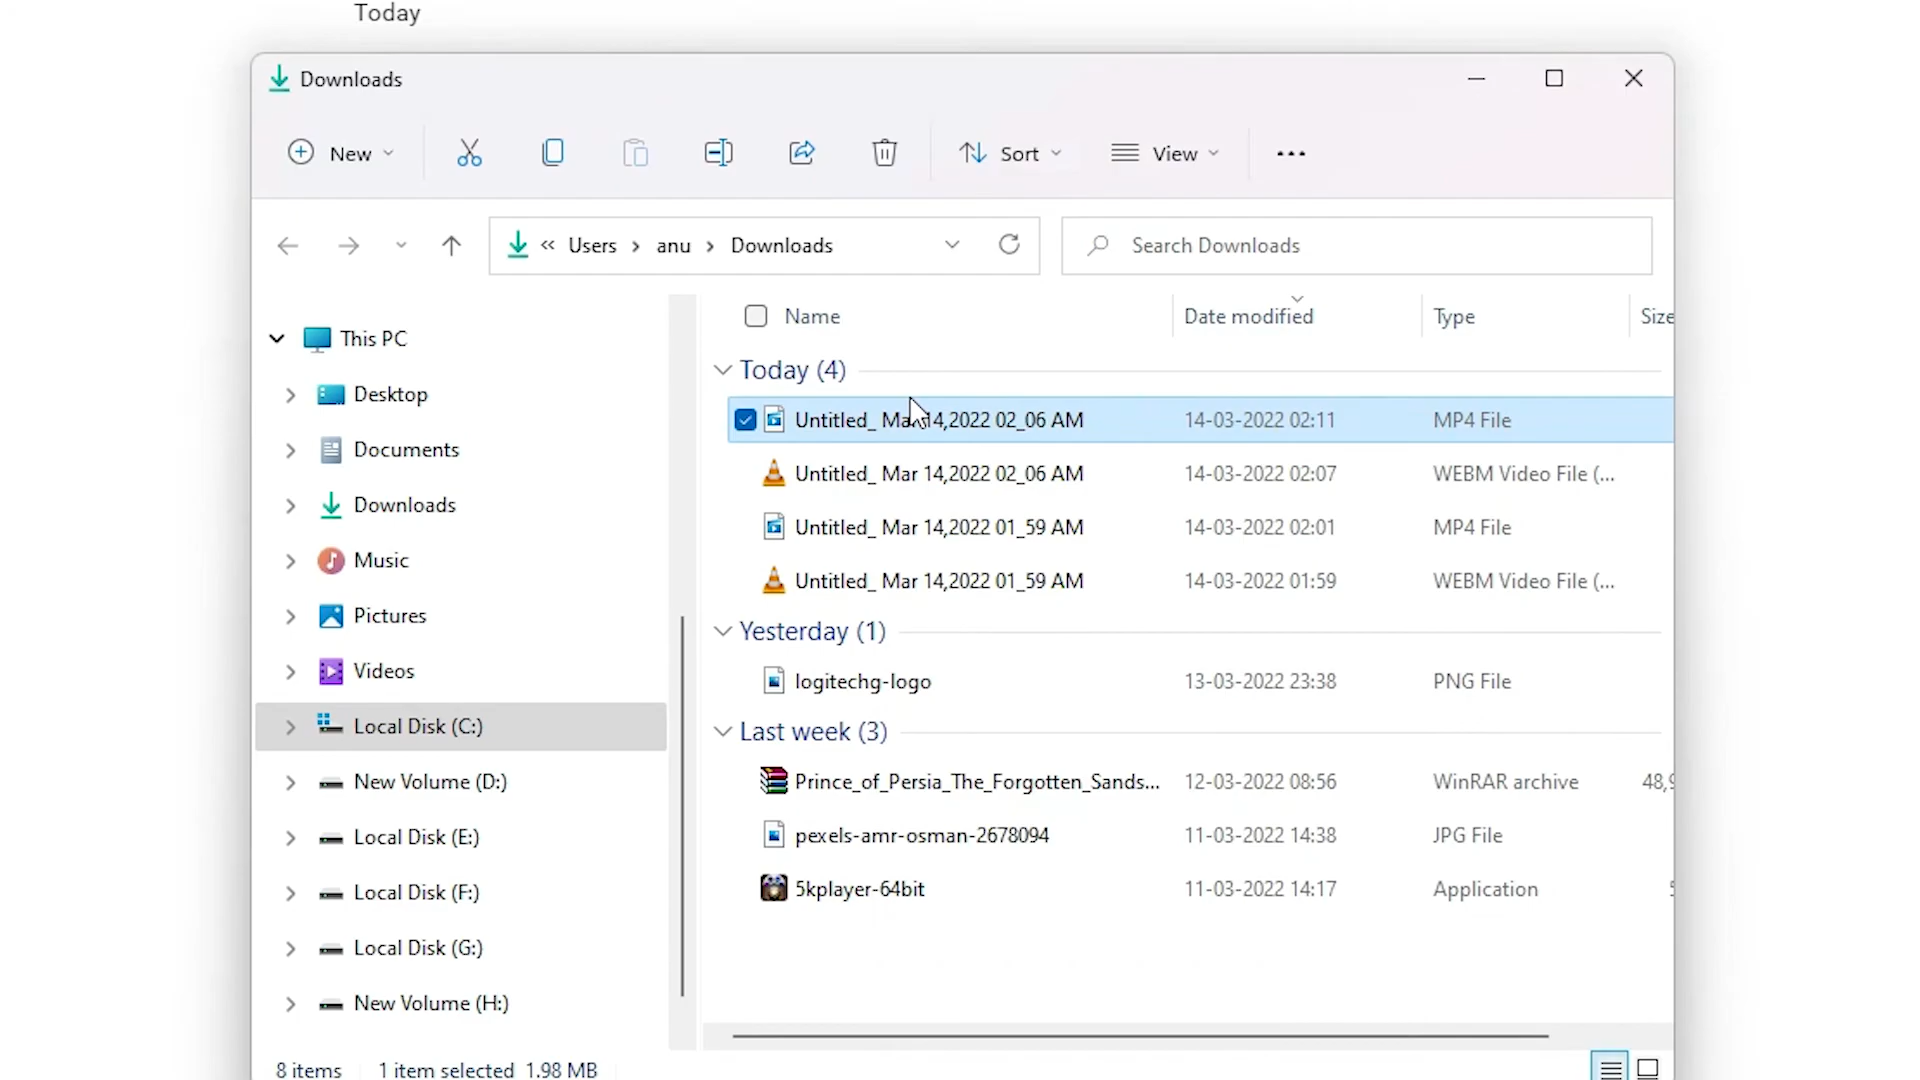 Today
Downloads
New
Sort
View
Users
anu
Downloads
Search Downloads
This PC
Desktop
Documents
Downloads
Music
Pictures
Videos
Local Disk (C:)
New Volume (D:)
Local Disk (E:)
Local Disk (F:)
Local Disk (G:)
New Volume (H:)
Name Date modified Type Size
Today (4)
Untitled_ Mar 14,2022 02_06 AM 14-03-2022 02:11 MP4 File
Untitled_ Mar 14,2022 02_06 AM 14-03-2022 02:07 WEBM Video File (...
Untitled_ Mar 14,2022 01_59 AM 14-03-2022 02:01 MP4 File
Untitled_ Mar 14,2022 01_59 AM 14-03-2022 01:59 WEBM Video File (...
Yesterday (1)
logitechg-logo 13-03-2022 23:38 PNG File
Last week (3)
Prince_of_Persia_The_Forgotten_Sands... 12-03-2022 08:56 WinRAR archive
pexels-amr-osman-2678094 11-03-2022 14:38 JPG File
5kplayer-64bit 11-03-2022 14:17 Application
8 items 1 item selected 1.98 MB